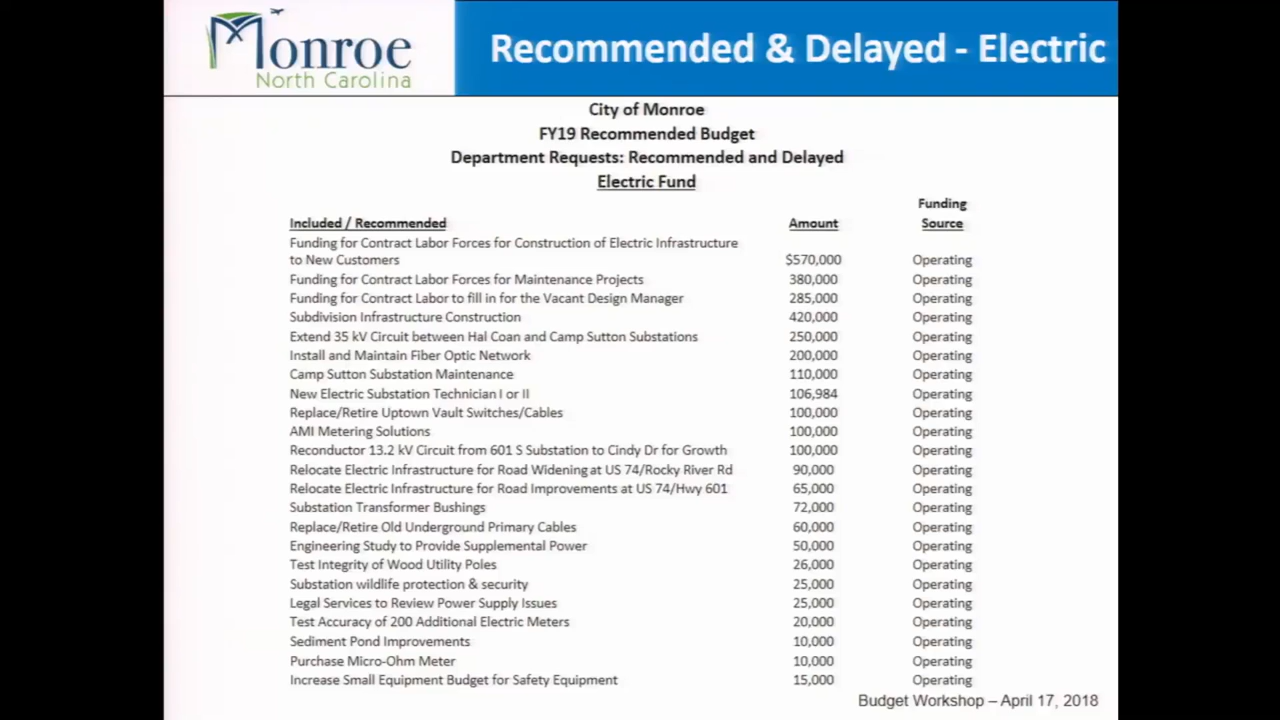 Monroe
North Carolina
Recommended & Delayed - Electric
City of Monroe
FY19 Recommended Budget
Department Requests: Recommended and Delayed
Electric Fund
Funding
Included / Recommended Amount Source
Funding for Contract Labor Forces for Construction of Electric Infrastructure
to New Customers $570,000 Operating
Funding for Contract Labor Forces for Maintenance Projects 380,000 Operating
Funding for Contract Labor to fill in for the Vacant Design Manager 285,000 Operating
Subdivision Infrastructure Construction 420,000 Operating
Extend 35 kV Circuit between Hal Coan and Camp Sutton Substations 250,000 Operating
Install and Maintain Fiber Optic Network 200,000 Operating
Camp Sutton Substation Maintenance 110,000 Operating
New Electric Substation Technician I or II 106,984 Operating
Replace/Retire Uptown Vault Switches/Cables 100,000 Operating
AMI Metering Solutions 100,000 Operating
Reconductor 13.2 kV Circuit from 601 S Substation to Cindy Dr for Growth 100,000 Operating
Relocate Electric Infrastructure for Road Widening at US 74/Rocky River Rd 90,000 Operating
Relocate Electric Infrastructure for Road Improvements at US 74/Hwy 601 65,000 Operating
Substation Transformer Bushings 72,000 Operating
Replace/Retire Old Underground Primary Cables 60,000 Operating
Engineering Study to Provide Supplemental Power 50,000 Operating
Test Integrity of Wood Utility Poles 26,000 Operating
Substation wildlife protection & security 25,000 Operating
Legal Services to Review Power Supply Issues 25,000 Operating
Test Accuracy of 200 Additional Electric Meters 20,000 Operating
Sediment Pond Improvements 10,000 Operating
Purchase Micro-Ohm Meter 10,000 Operating
Increase Small Equipment Budget for Safety Equipment 15,000 Operating
Budget Workshop – April 17, 2018